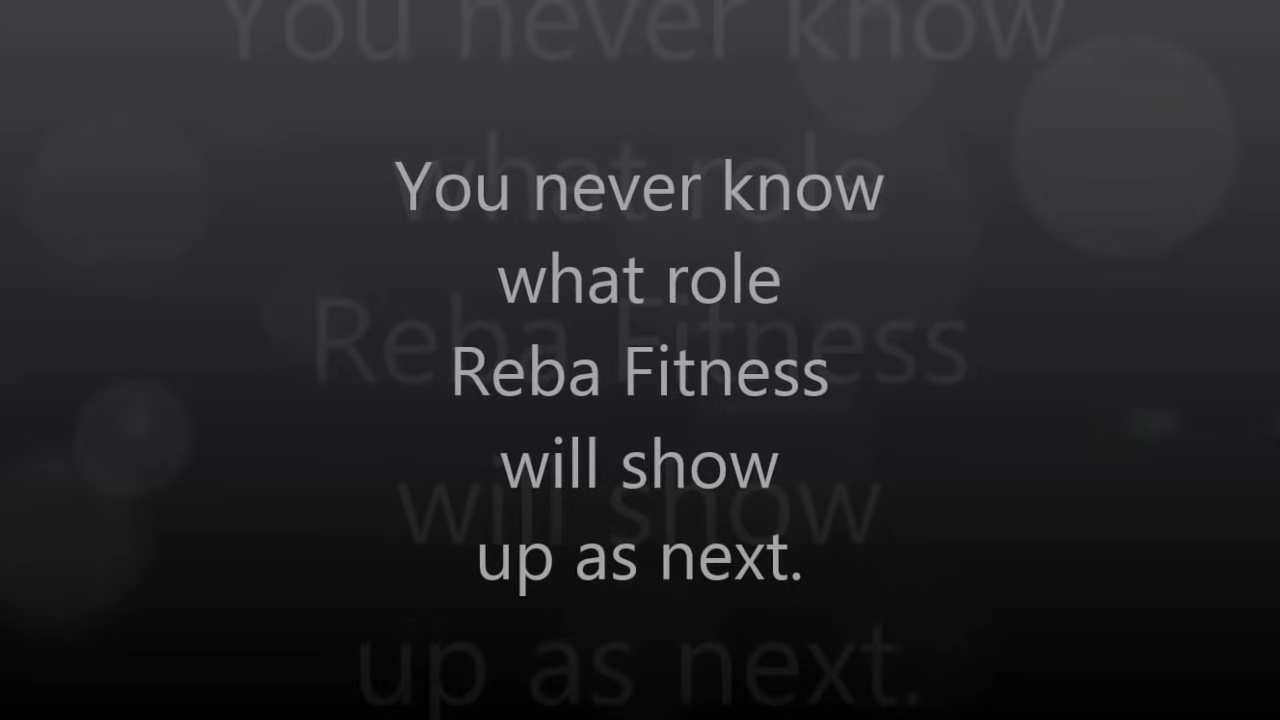 You never know
what role
Reba Fitness
will show
up as next.